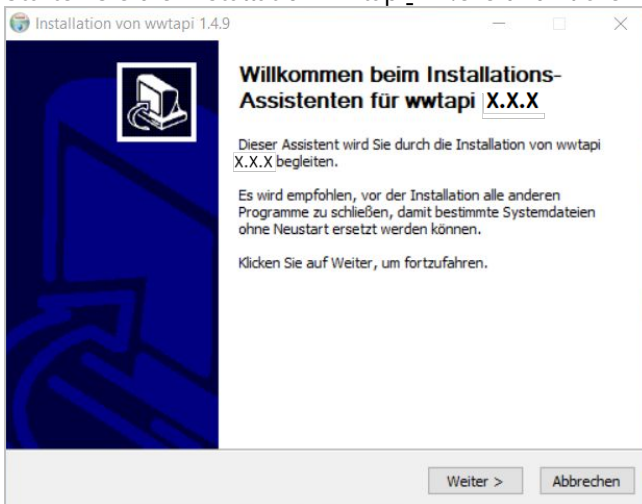 Installation von wwtapi 1.4.9
Willkommen beim Installations-
Assistenten für wwtapi X.X.X
Dieser Assistent wird Sie durch die Installation von wwtapi
X.X.X begleiten.
Es wird empfohlen, vor der Installation alle anderen
Programme zu schließen, damit bestimmte Systemdateien
ohne Neustart ersetzt werden können.
Klicken Sie auf Weiter, um fortzufahren.
Weiter >
Abbrechen